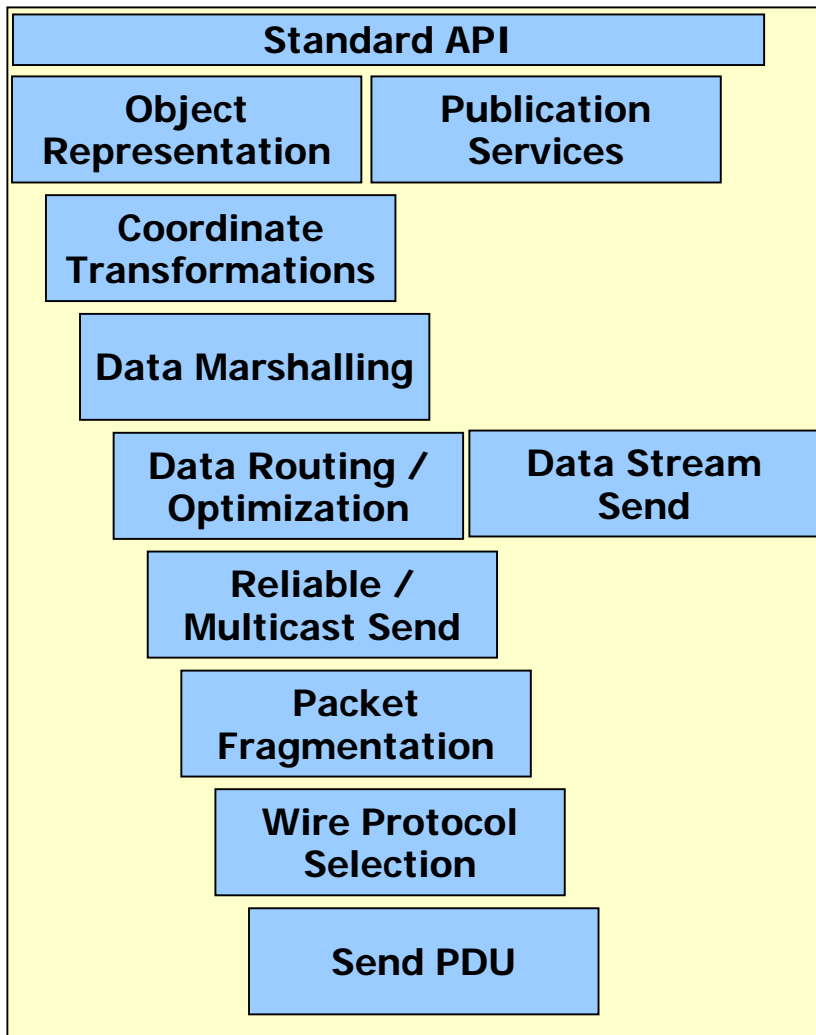 Standard API
Object
Representation
Publication
Services
Coordinate
Transformations
Data Marshalling
Data Routing /
Optimization
Data Stream
Send
Reliable /
Multicast Send
Packet
Fragmentation
Wire Protocol
Selection
Send PDU